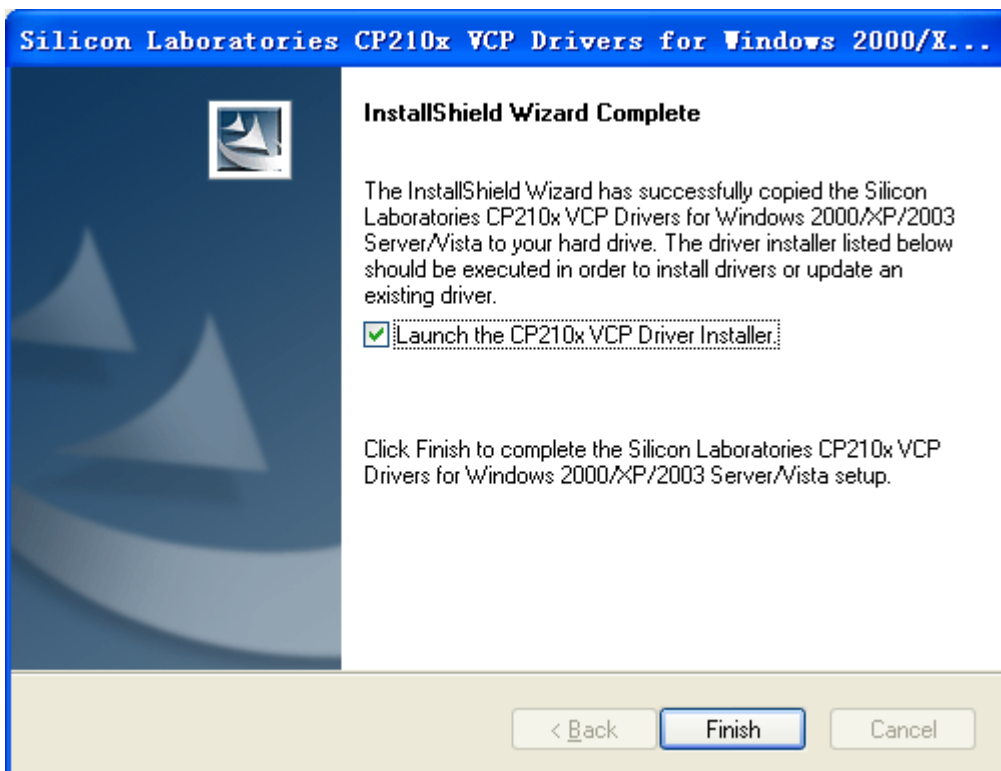 Silicon Laboratories CP210x VCP Drivers for Windows 2000/X...
InstallShield Wizard Complete
The InstallShield Wizard has successfully copied the Silicon
Laboratories CP210x VCP Drivers for Windows 2000/XP/2003
Server/Vista to your hard drive. The driver installer listed below
should be executed in order to install drivers or update an
existing driver.
Launch the CP210x VCP Driver Installer.
Click Finish to complete the Silicon Laboratories CP210x VCP
Drivers for Windows 2000/XP/2003 Server/Vista setup.
< Back Finish Cancel